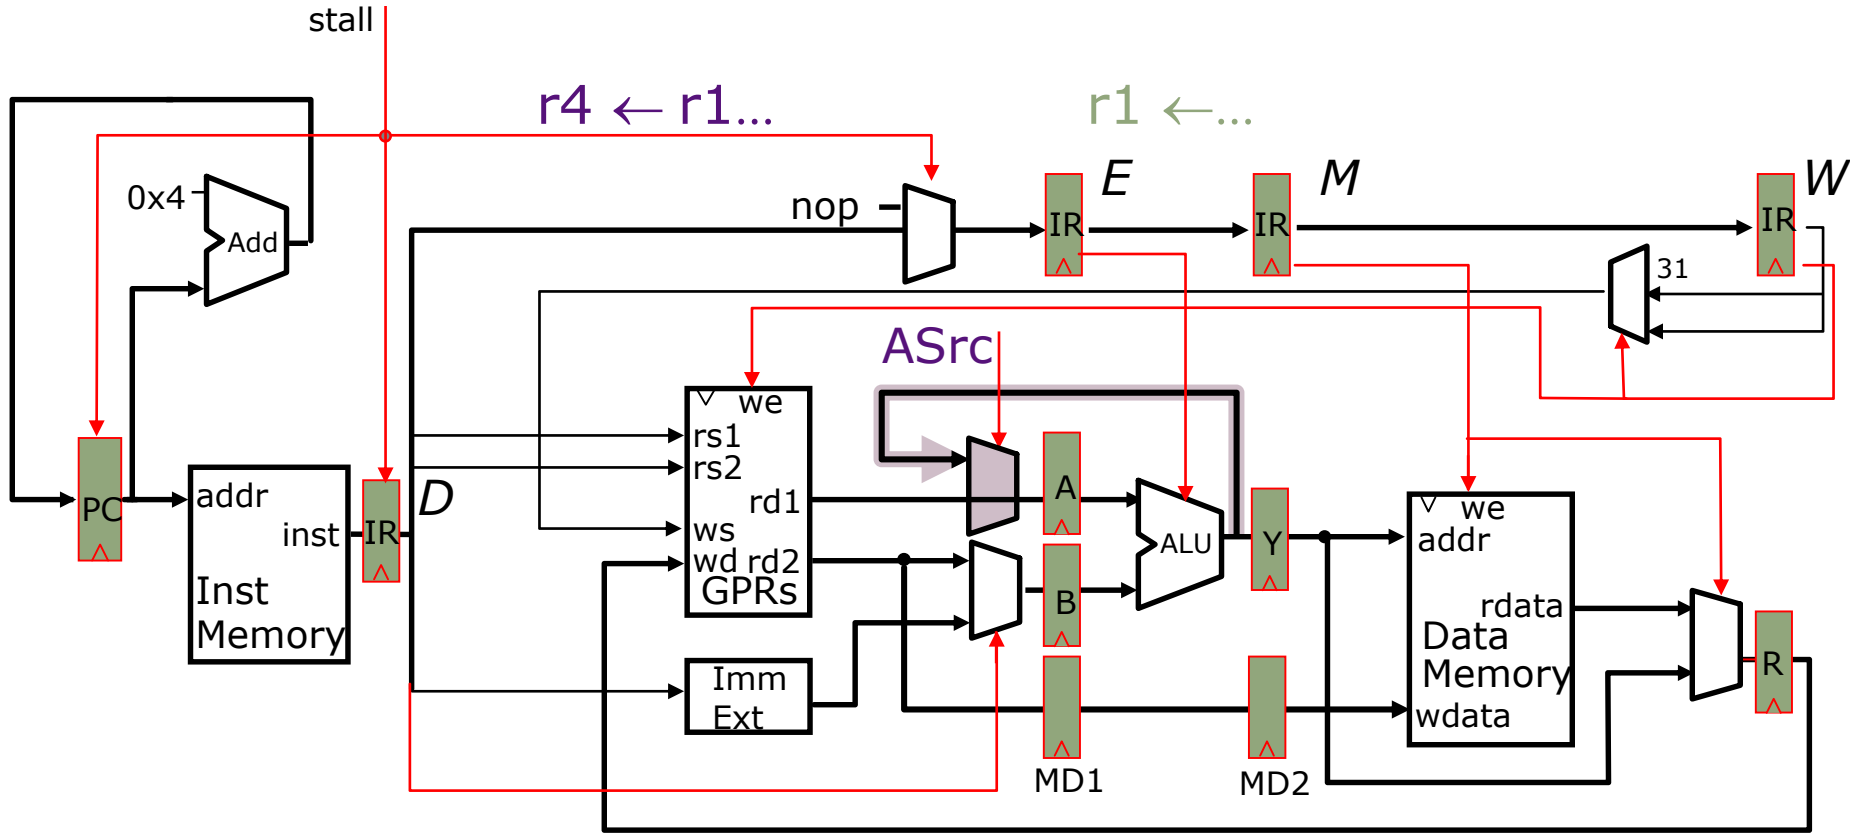 stall
r4 ← r1...
r1 ← ...
E
M
W
0x4
Add
nop
IR
IR
IR
31
ASrc
we
rs1
rs2
rd1
ws
wd rd2
GPRs
PC
addr
inst
Inst
Memory
IR
D
A
B
ALU
Y
we
addr
rdata
Data
Memory
wdata
R
Imm
Ext
MD1
MD2